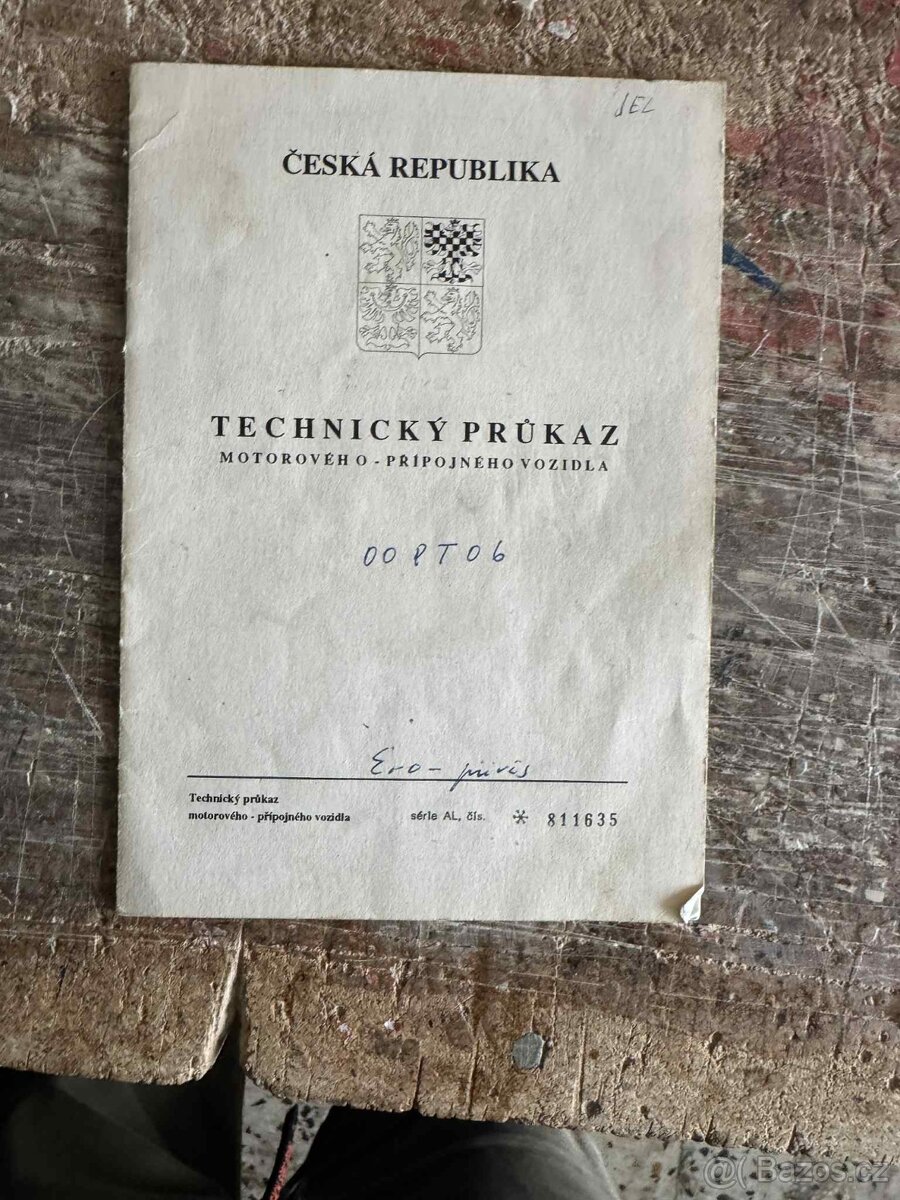 JEL
ČESKÁ REPUBLIKA
TECHNICKÝ PRŮKAZ
MOTOROVÉHO - PŘÍPOJNÉHO VOZIDLA
00PT06
Technický průkaz
motorového - přípojného vozidla série AL, čís. * 811635
@ Bazos.cz